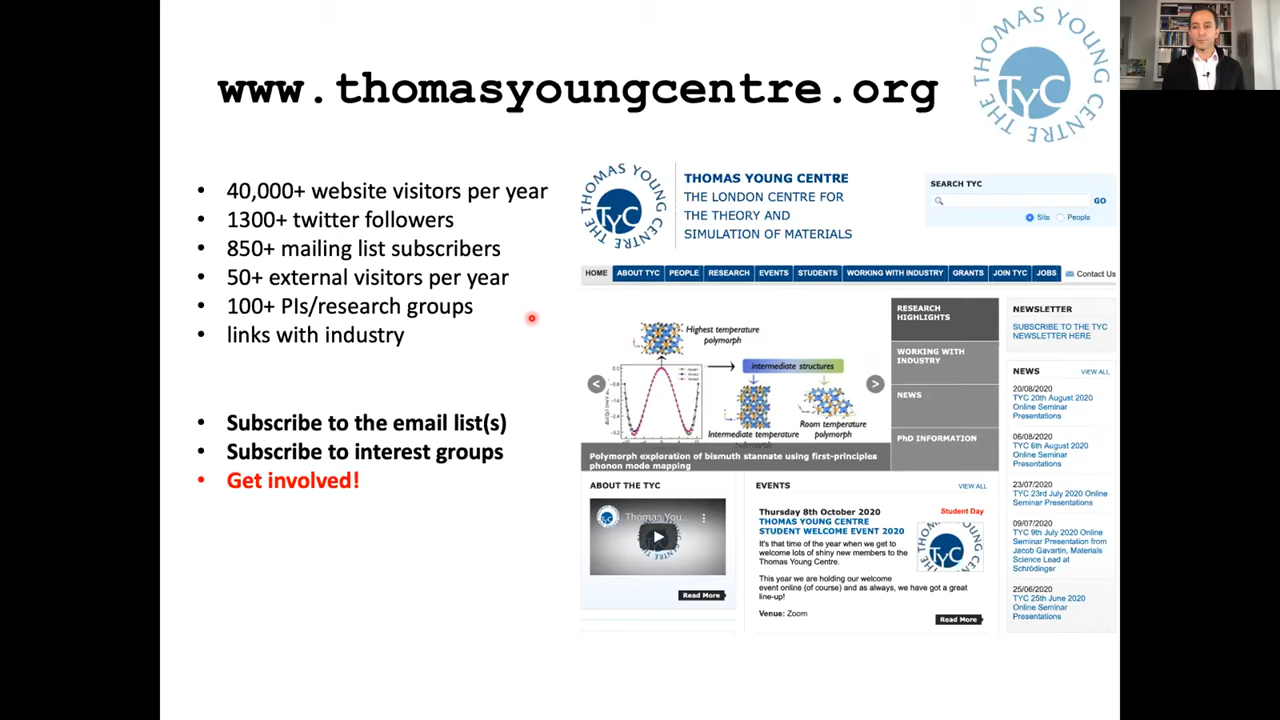 www.thomasyoungcentre.org
THE THOMAS YOUNG CENTRE
TYC
• 40,000+ website visitors per year
• 1300+ twitter followers
• 850+ mailing list subscribers
• 50+ external visitors per year
• 100+ PIs/research groups
• links with industry
• Subscribe to the email list(s)
• Subscribe to interest groups
• Get involved!
THE THOMAS YOUNG CENTRE
TyC
THOMAS YOUNG CENTRE
THE LONDON CENTRE FOR
THE THEORY AND
SIMULATION OF MATERIALS
SEARCH TYC
GO
Site People
HOME ABOUT TYC PEOPLE RESEARCH EVENTS STUDENTS WORKING WITH INDUSTRY GRANTS JOIN TYC JOBS Contact Us
Highest temperature
polymorph
Intermediate structures
Intermediate temperature
Room temperature
polymorph
< >
Polymorph exploration of bismuth stannate using first-principles
phonon mode mapping
RESEARCH
HIGHLIGHTS
WORKING WITH
INDUSTRY
NEWS
PhD INFORMATION
NEWSLETTER
SUBSCRIBE TO THE TYC
NEWSLETTER HERE
NEWS VIEW ALL
20/08/2020
TYC 20th August 2020
Online Seminar
Presentations
06/08/2020
TYC 6th August 2020
Online Seminar
Presentations
23/07/2020
TYC 23rd July 2020 Online
Seminar Presentations
09/07/2020
TYC 9th July 2020 Online
Seminar Presentation from
Jacob Gavartin, Materials
Science Lead at
Schrödinger
25/06/2020
TYC 25th June 2020
Online Seminar
Presentations
ABOUT THE TYC
Thomas You...
Read More
EVENTS VIEW ALL
Thursday 8th October 2020 Student Day
THOMAS YOUNG CENTRE
STUDENT WELCOME EVENT 2020
It's that time of the year when we get to
welcome lots of shiny new members to the
Thomas Young Centre.
This year we are holding our welcome
event online (of course) and as always, we have got a great
line-up!
Venue: Zoom
Read More